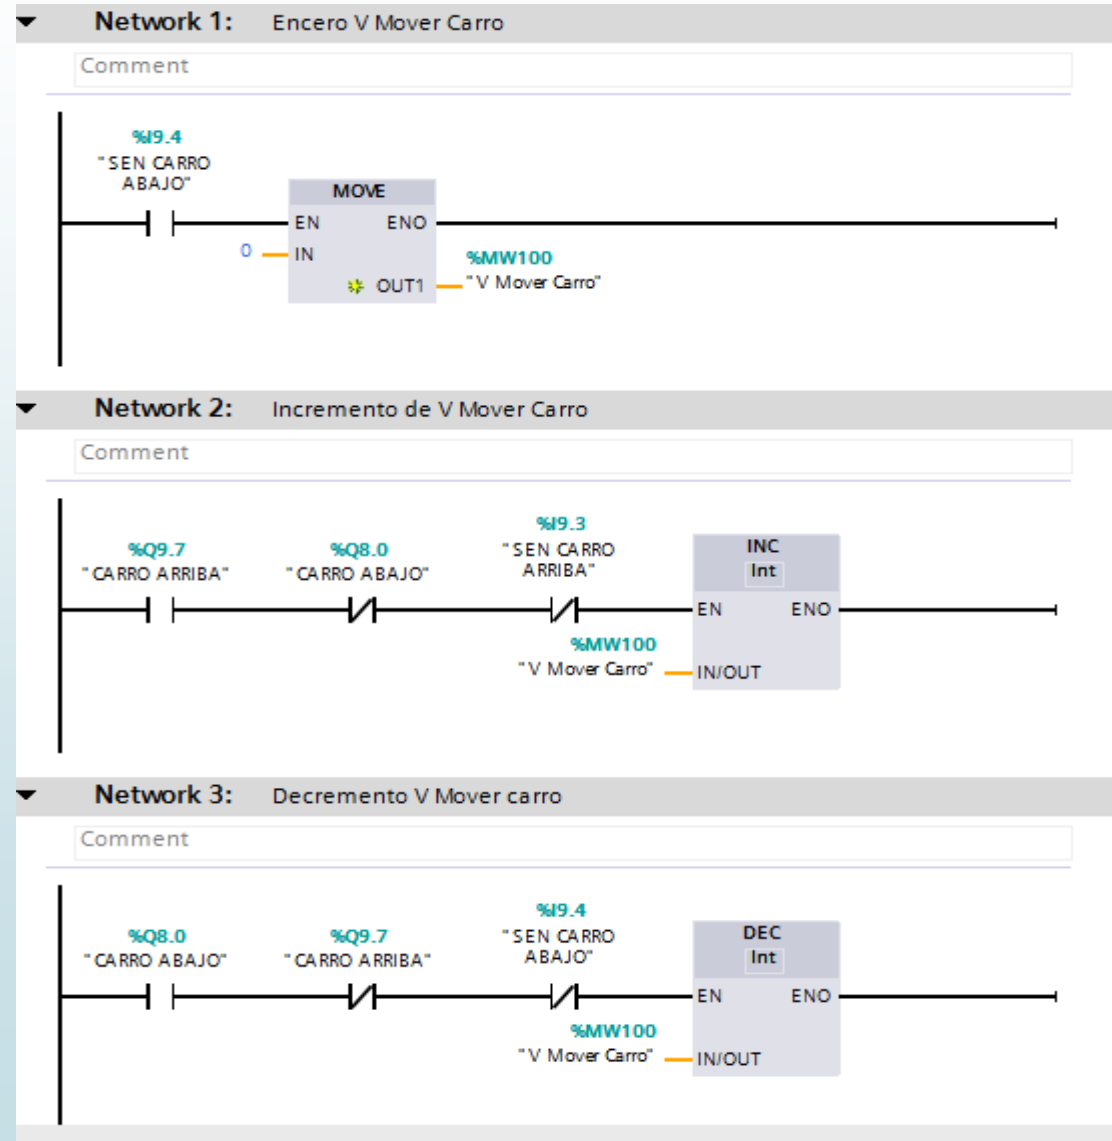 Network 1: Encero V Mover Carro
Comment
%I9.4
"SEN CARRO
ABAJO"
MOVE
EN ENO
0 IN
%MW100
OUT1 "V Mover Carro"
Network 2: Incremento de V Mover Carro
Comment
%I9.3
%Q9.7 %Q8.0 "SEN CARRO INC
"CARRO ARRIBA" "CARRO ABAJO" ARRIBA" Int
EN ENO
%MW100
"V Mover Carro" IN/OUT
Network 3: Decremento V Mover carro
Comment
%I9.4
%Q8.0 %Q9.7 "SEN CARRO DEC
"CARRO ABAJO" "CARRO ARRIBA" ABAJO" Int
EN ENO
%MW100
"V Mover Carro" IN/OUT